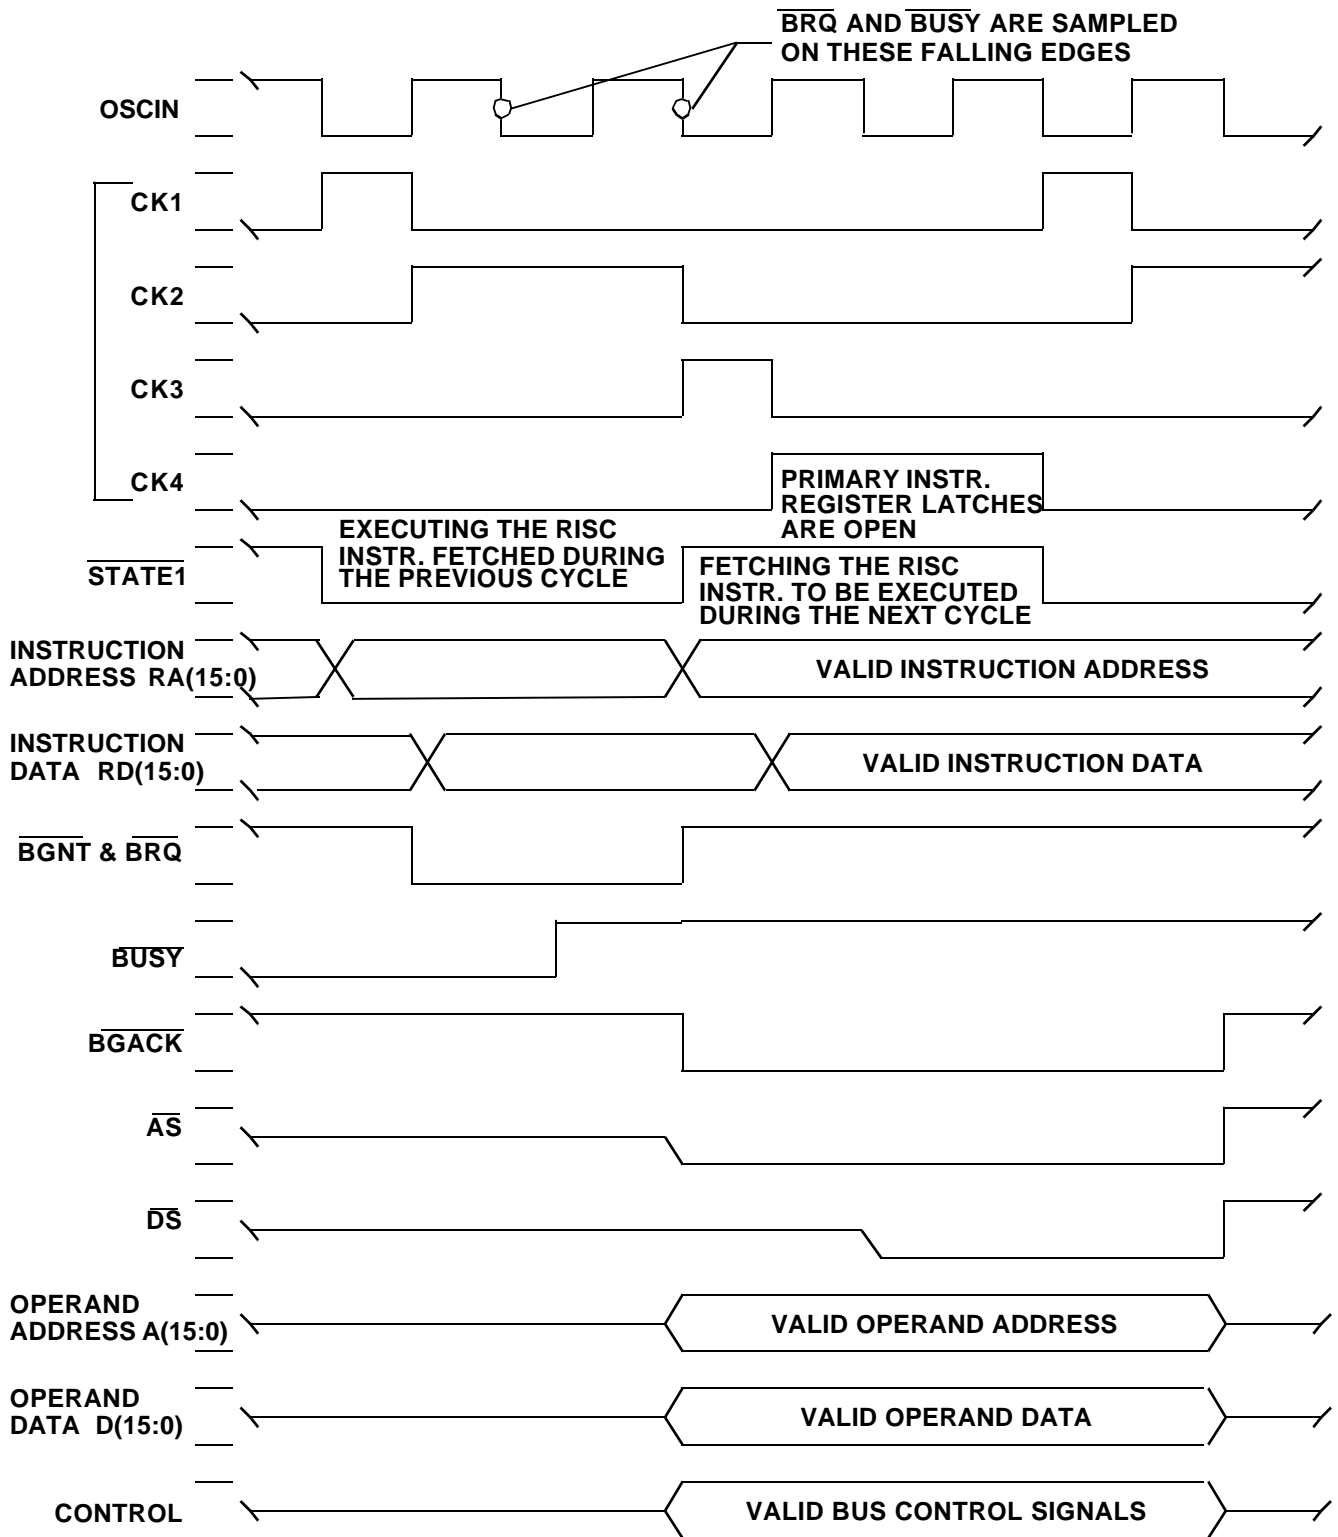 BRQ AND BUSY ARE SAMPLED
ON THESE FALLING EDGES
OSCIN
CK1
CK2
CK3
CK4
PRIMARY INSTR.
REGISTER LATCHES
ARE OPEN
STATE1
EXECUTING THE RISC
INSTR. FETCHED DURING
THE PREVIOUS CYCLE
FETCHING THE RISC
INSTR. TO BE EXECUTED
DURING THE NEXT CYCLE
INSTRUCTION
ADDRESS RA(15:0)
VALID INSTRUCTION ADDRESS
INSTRUCTION
DATA RD(15:0)
VALID INSTRUCTION DATA
BGNT & BRQ
BUSY
BGACK
AS
DS
OPERAND
ADDRESS A(15:0)
VALID OPERAND ADDRESS
OPERAND
DATA D(15:0)
VALID OPERAND DATA
CONTROL
VALID BUS CONTROL SIGNALS